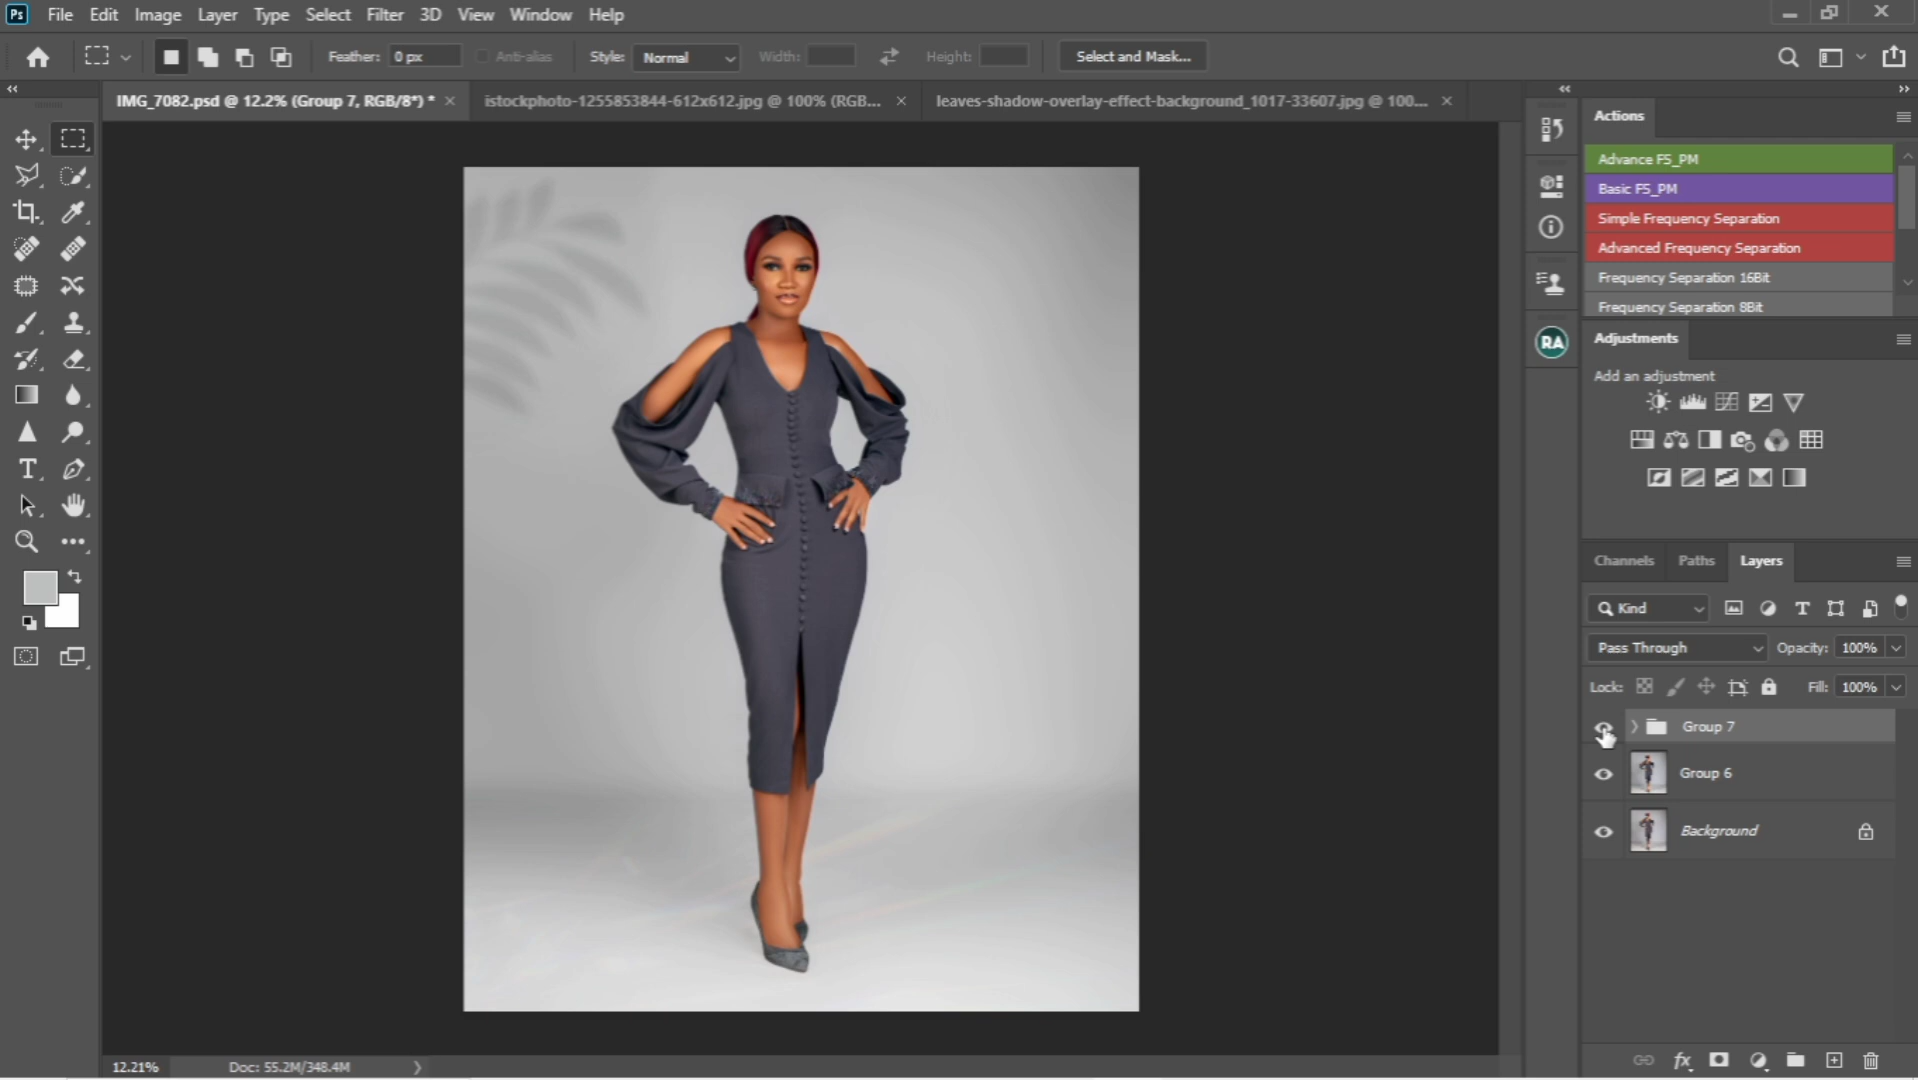 Ps File Edit Image Layer Type Select Filter 3D View Window Help
Feather: 0 px Anti-alias Style: Normal Width: Height: Select and Mask...
IMG_7082.psd @ 12.2% (Group 7, RGB/8*) * istockphoto-1255853844-612x612.jpg @ 100% (RGB... leaves-shadow-overlay-effect-background_1017-33607.jpg @ 100...
Actions
Advance FS_PM
Basic FS_PM
Simple Frequency Separation
Advanced Frequency Separation
Frequency Separation 16Bit
Frequency Separation 8Bit
RA
Adjustments
Add an adjustment
Channels Paths Layers
Kind
Pass Through Opacity: 100%
Lock: Fill: 100%
Group 7
Group 6
Background
12.21% Doc: 55.2M/348.4M